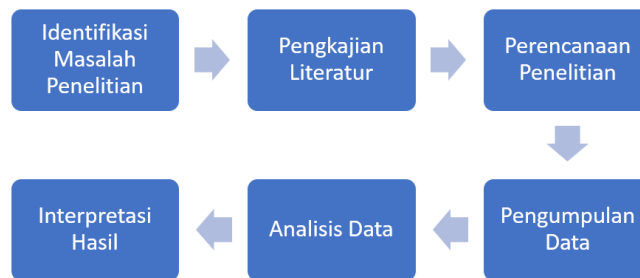 Identifikasi
Masalah
Penelitian
Pengkajian
Literatur
Perencanaan
Penelitian
Pengumpulan
Data
Analisis Data
Interpretasi
Hasil